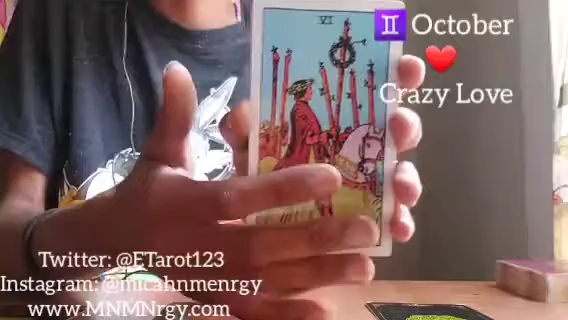 VI
♊ October
❤️
Crazy Love
Twitter: @ETarot123
Instagram: @micahnmenrgy
www.MNMNrgy.com